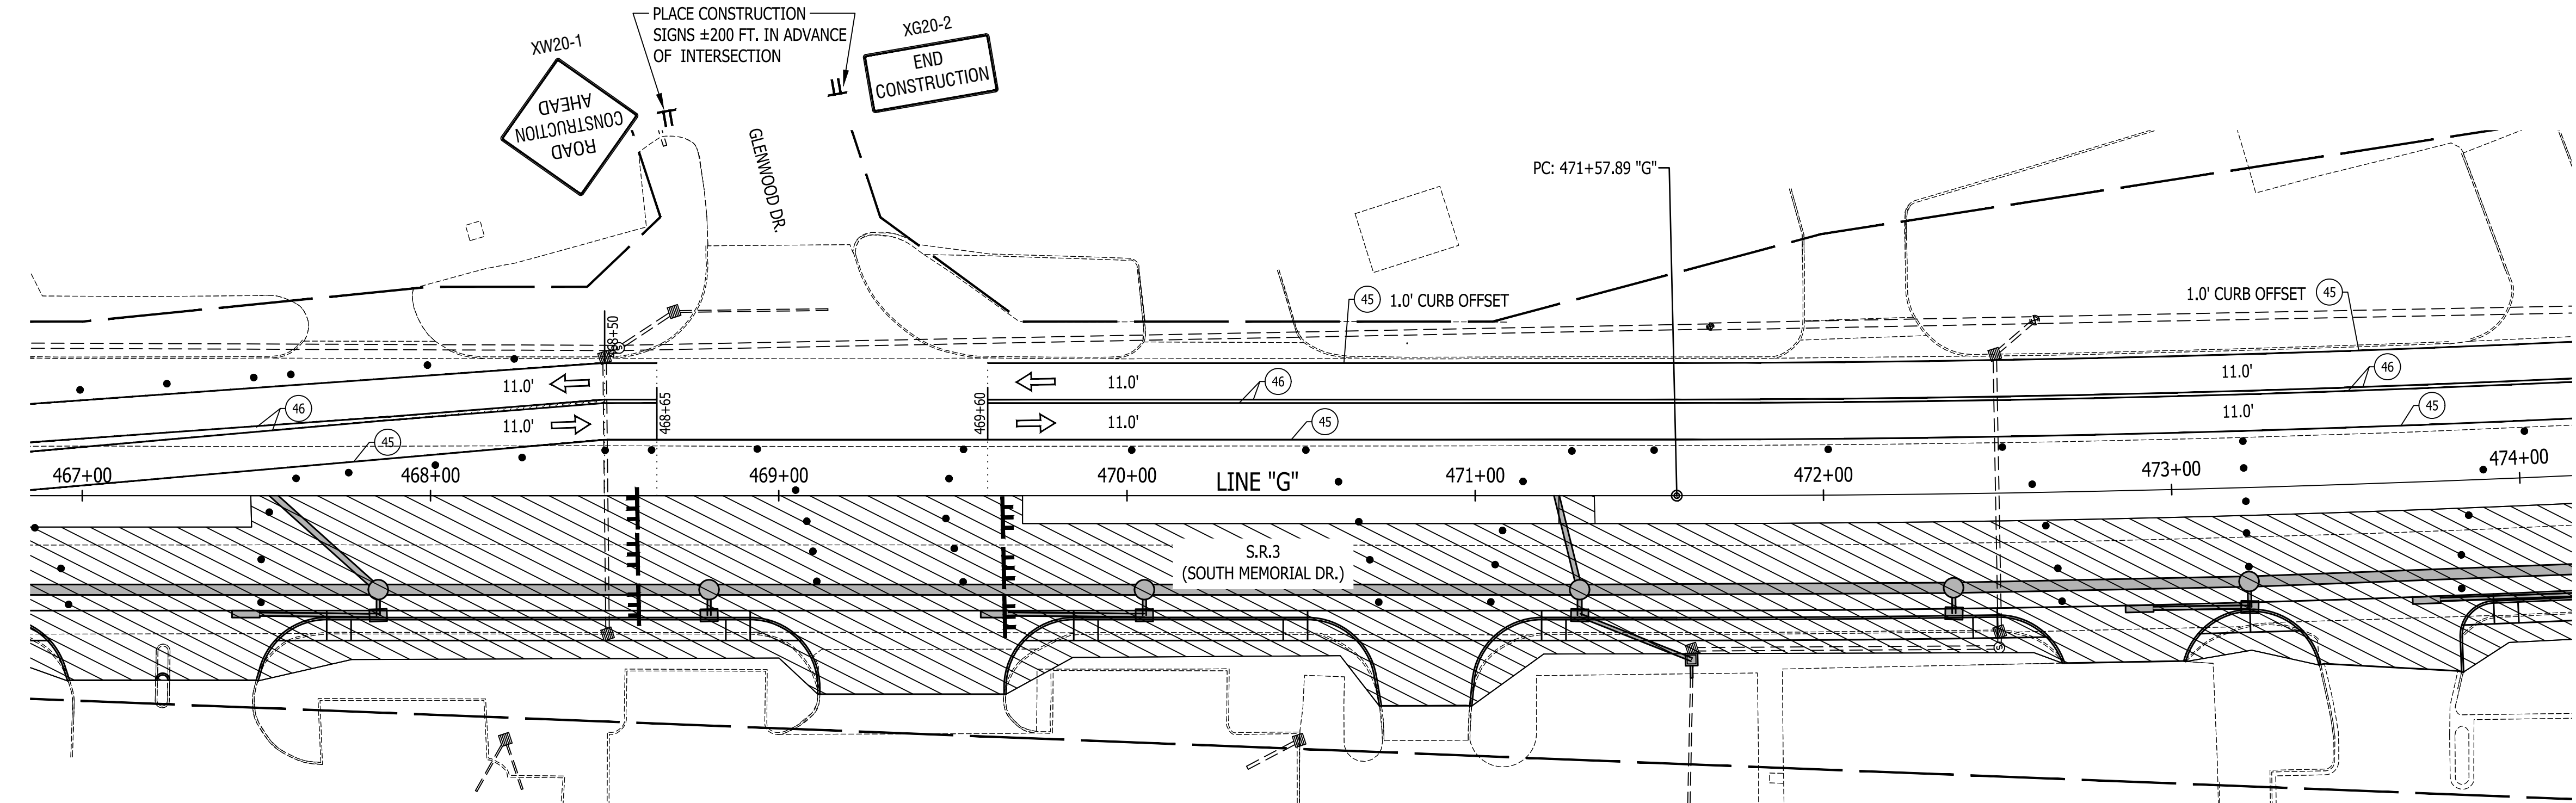 PLACE CONSTRUCTION
SIGNS ±200 FT. IN ADVANCE
OF INTERSECTION
XW20-1
ROAD
CONSTRUCTION
AHEAD
XG20-2
END
CONSTRUCTION
GLENWOOD DR.
PC: 471+57.89 "G"
45 1.0' CURB OFFSET
1.0' CURB OFFSET 45
468+50
11.0'
11.0'
11.0'
46
46
46
468+65
469+60
11.0'
11.0'
11.0'
45
45
45
467+00
468+00
469+00
470+00
LINE "G"
471+00
472+00
473+00
474+00
S.R.3
(SOUTH MEMORIAL DR.)
S
S